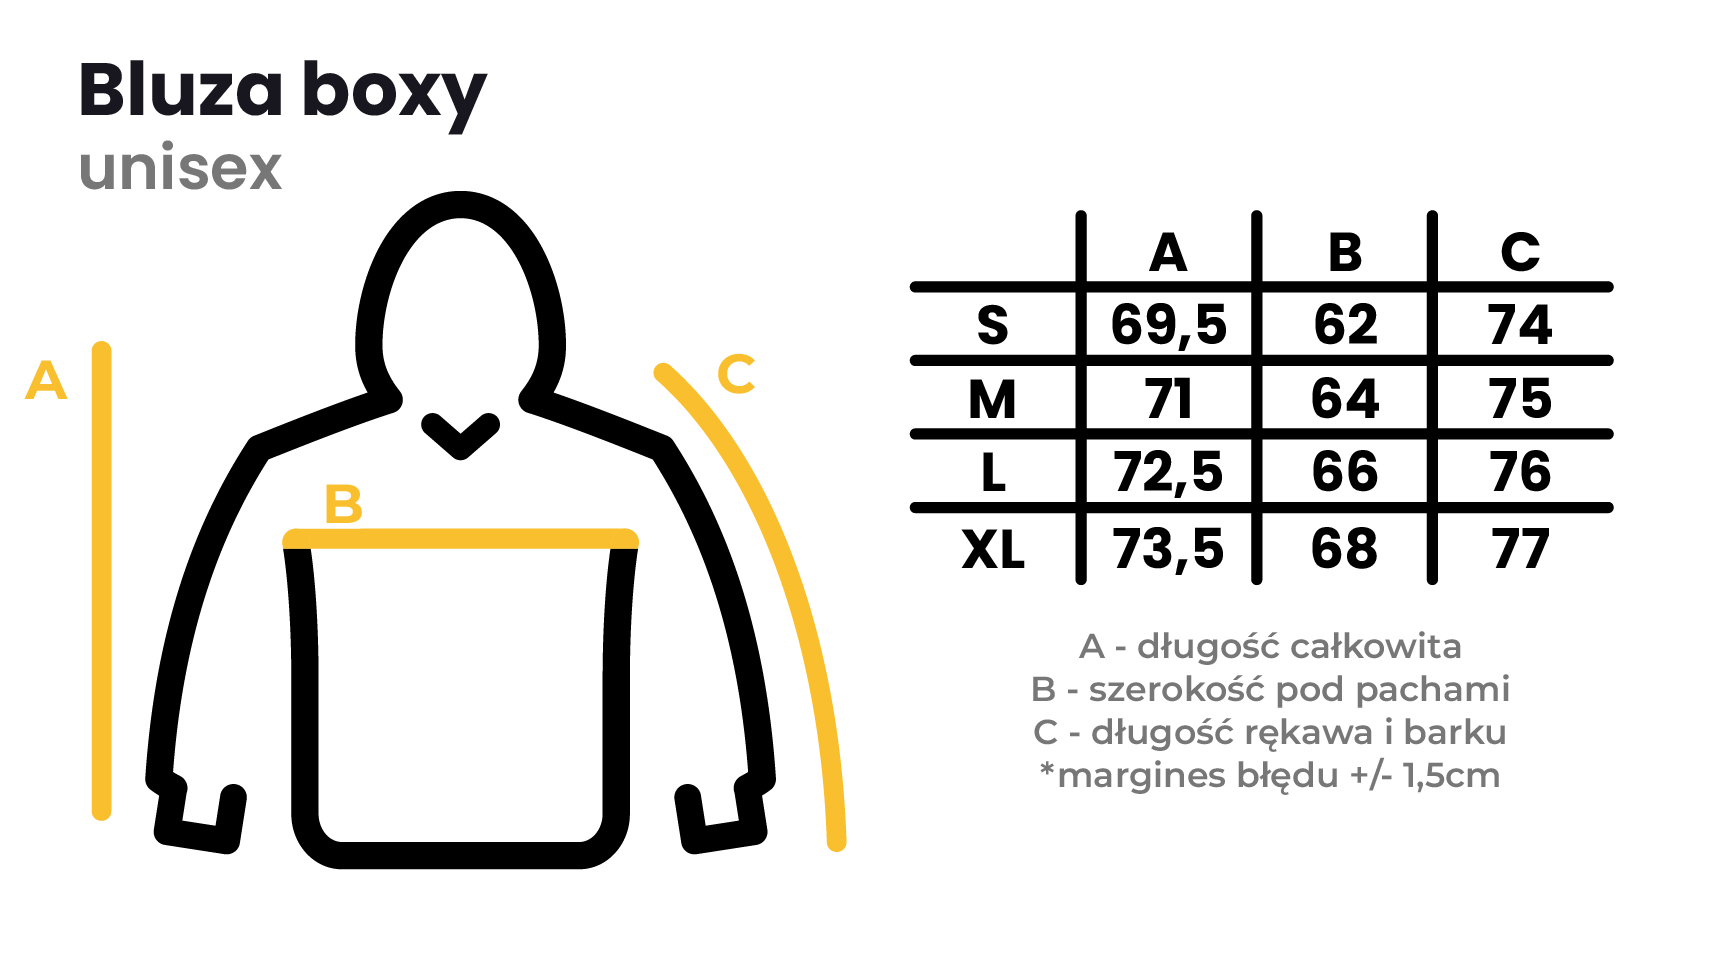 Bluza boxy
unisex
A
B
C
A B C
S 69,5 62 74
M 71 64 75
L 72,5 66 76
XL 73,5 68 77
A - długość całkowita
B - szerokość pod pachami
C - długość rękawa i barku
*margines błędu +/- 1,5cm